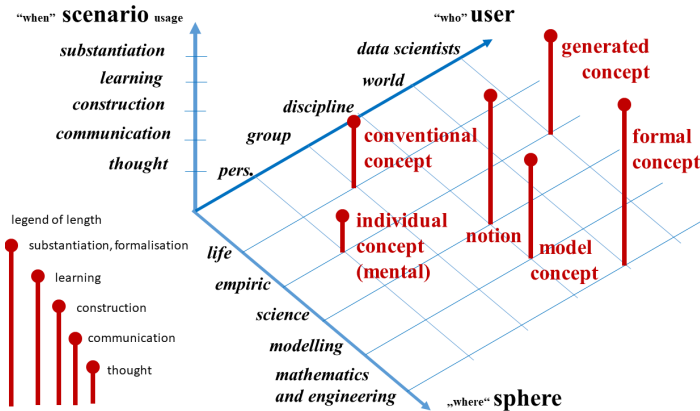 “when“ scenario usage
substantiation
learning
construction
communication
thought
“who“ user
data scientists
world
discipline
group
pers.
generated
concept
conventional
concept
formal
concept
individual
concept
(mental)
notion
model
concept
life
empiric
science
modelling
mathematics
and engineering
„where“ sphere
legend of length
substantiation, formalisation
learning
construction
communication
thought